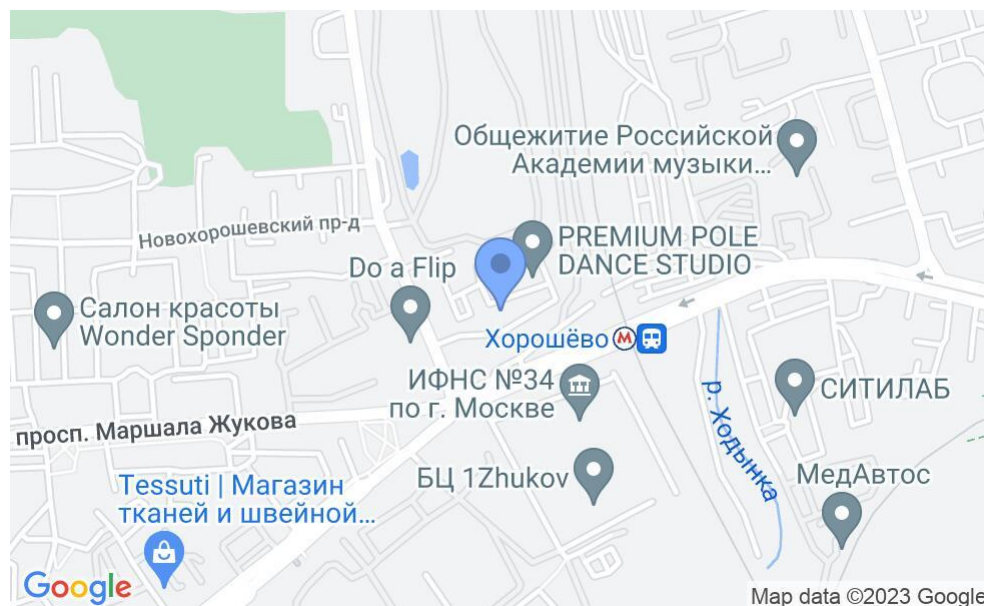 Общежитие Российской
Академии музыки...
Новохорошевский пр-д
PREMIUM POLE
DANCE STUDIO
Do a Flip
Салон красоты
Wonder Sponder
Хорошёво
М
ИФНС №34
по г. Москве
СИТИЛАБ
просп. Маршала Жукова
р. Ходынка
БЦ 1Zhukov
МедАвтос
Tessuti | Магазин
тканей и швейной...
Google
Map data ©2023 Google